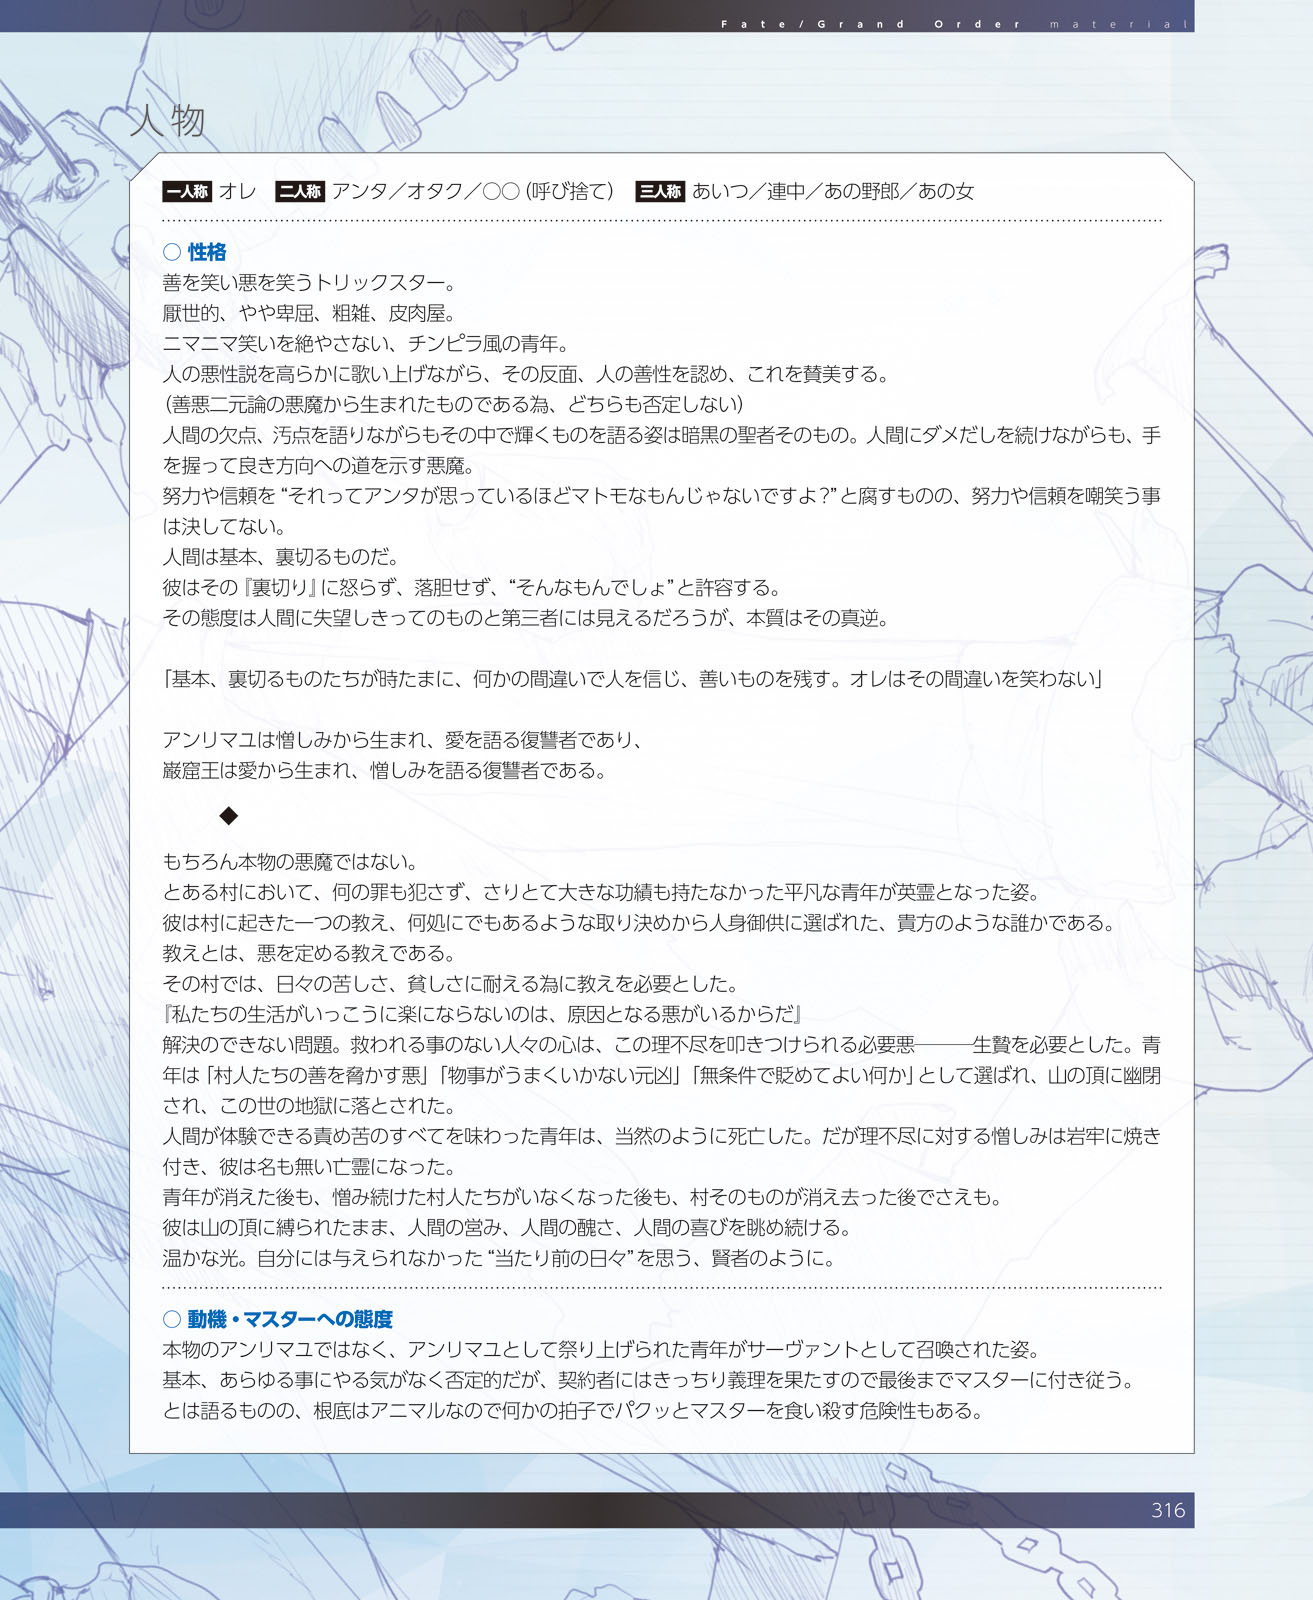 Fate/Grand Order material
人物
一人称 オレ 二人称 アンタ／オタク／○○（呼び捨て） 三人称 あいつ／連中／あの野郎／あの女
○ 性格
善を笑い悪を笑うトリックスター。
厭世的、やや卑屈、粗雑、皮肉屋。
ニマニマ笑いを絶やさない、チンピラ風の青年。
人の悪性説を高らかに歌い上げながら、その反面、人の善性を認め、これを賛美する。
（善悪二元論の悪魔から生まれたものである為、どちらも否定しない）
人間の欠点、汚点を語りながらもその中で輝くものを語る姿は暗黒の聖者そのもの。人間にダメだしを続けながらも、手
を握って良き方向への道を示す悪魔。
努力や信頼を“それってアンタが思っているほどマトモなもんじゃないですよ？”と腐すものの、努力や信頼を嘲笑う事
は決してない。
人間は基本、裏切るものだ。
彼はその『裏切り』に怒らず、落胆せず、“そんなもんでしょ”と許容する。
その態度は人間に失望しきってのものと第三者には見えるだろうが、本質はその真逆。
「基本、裏切るものたちが時たまに、何かの間違いで人を信じ、善いものを残す。オレはその間違いを笑わない」
アンリマユは憎しみから生まれ、愛を語る復讐者であり、
巌窟王は愛から生まれ、憎しみを語る復讐者である。
◆
もちろん本物の悪魔ではない。
とある村において、何の罪も犯さず、さりとて大きな功績も持たなかった平凡な青年が英霊となった姿。
彼は村に起きた一つの教え、何処にでもあるような取り決めから人身御供に選ばれた、貴方のような誰かである。
教えとは、悪を定める教えである。
その村では、日々の苦しさ、貧しさに耐える為に教えを必要とした。
『私たちの生活がいっこうに楽にならないのは、原因となる悪がいるからだ』
解決のできない問題。救われる事のない人々の心は、この理不尽を叩きつけられる必要悪───生贄を必要とした。青
年は「村人たちの善を脅かす悪」「物事がうまくいかない元凶」「無条件で貶めてよい何か」として選ばれ、山の頂に幽閉
され、この世の地獄に落とされた。
人間が体験できる責め苦のすべてを味わった青年は、当然のように死亡した。だが理不尽に対する憎しみは岩牢に焼き
付き、彼は名も無い亡霊になった。
青年が消えた後も、憎み続けた村人たちがいなくなった後も、村そのものが消え去った後でさえも。
彼は山の頂に縛られたまま、人間の営み、人間の醜さ、人間の喜びを眺め続ける。
温かな光。自分には与えられなかった“当たり前の日々”を思う、賢者のように。
○ 動機・マスターへの態度
本物のアンリマユではなく、アンリマユとして祭り上げられた青年がサーヴァントとして召喚された姿。
基本、あらゆる事にやる気がなく否定的だが、契約者にはきっちり義理を果たすので最後までマスターに付き従う。
とは語るものの、根底はアニマルなので何かの拍子でパクッとマスターを食い殺す危険性もある。
316